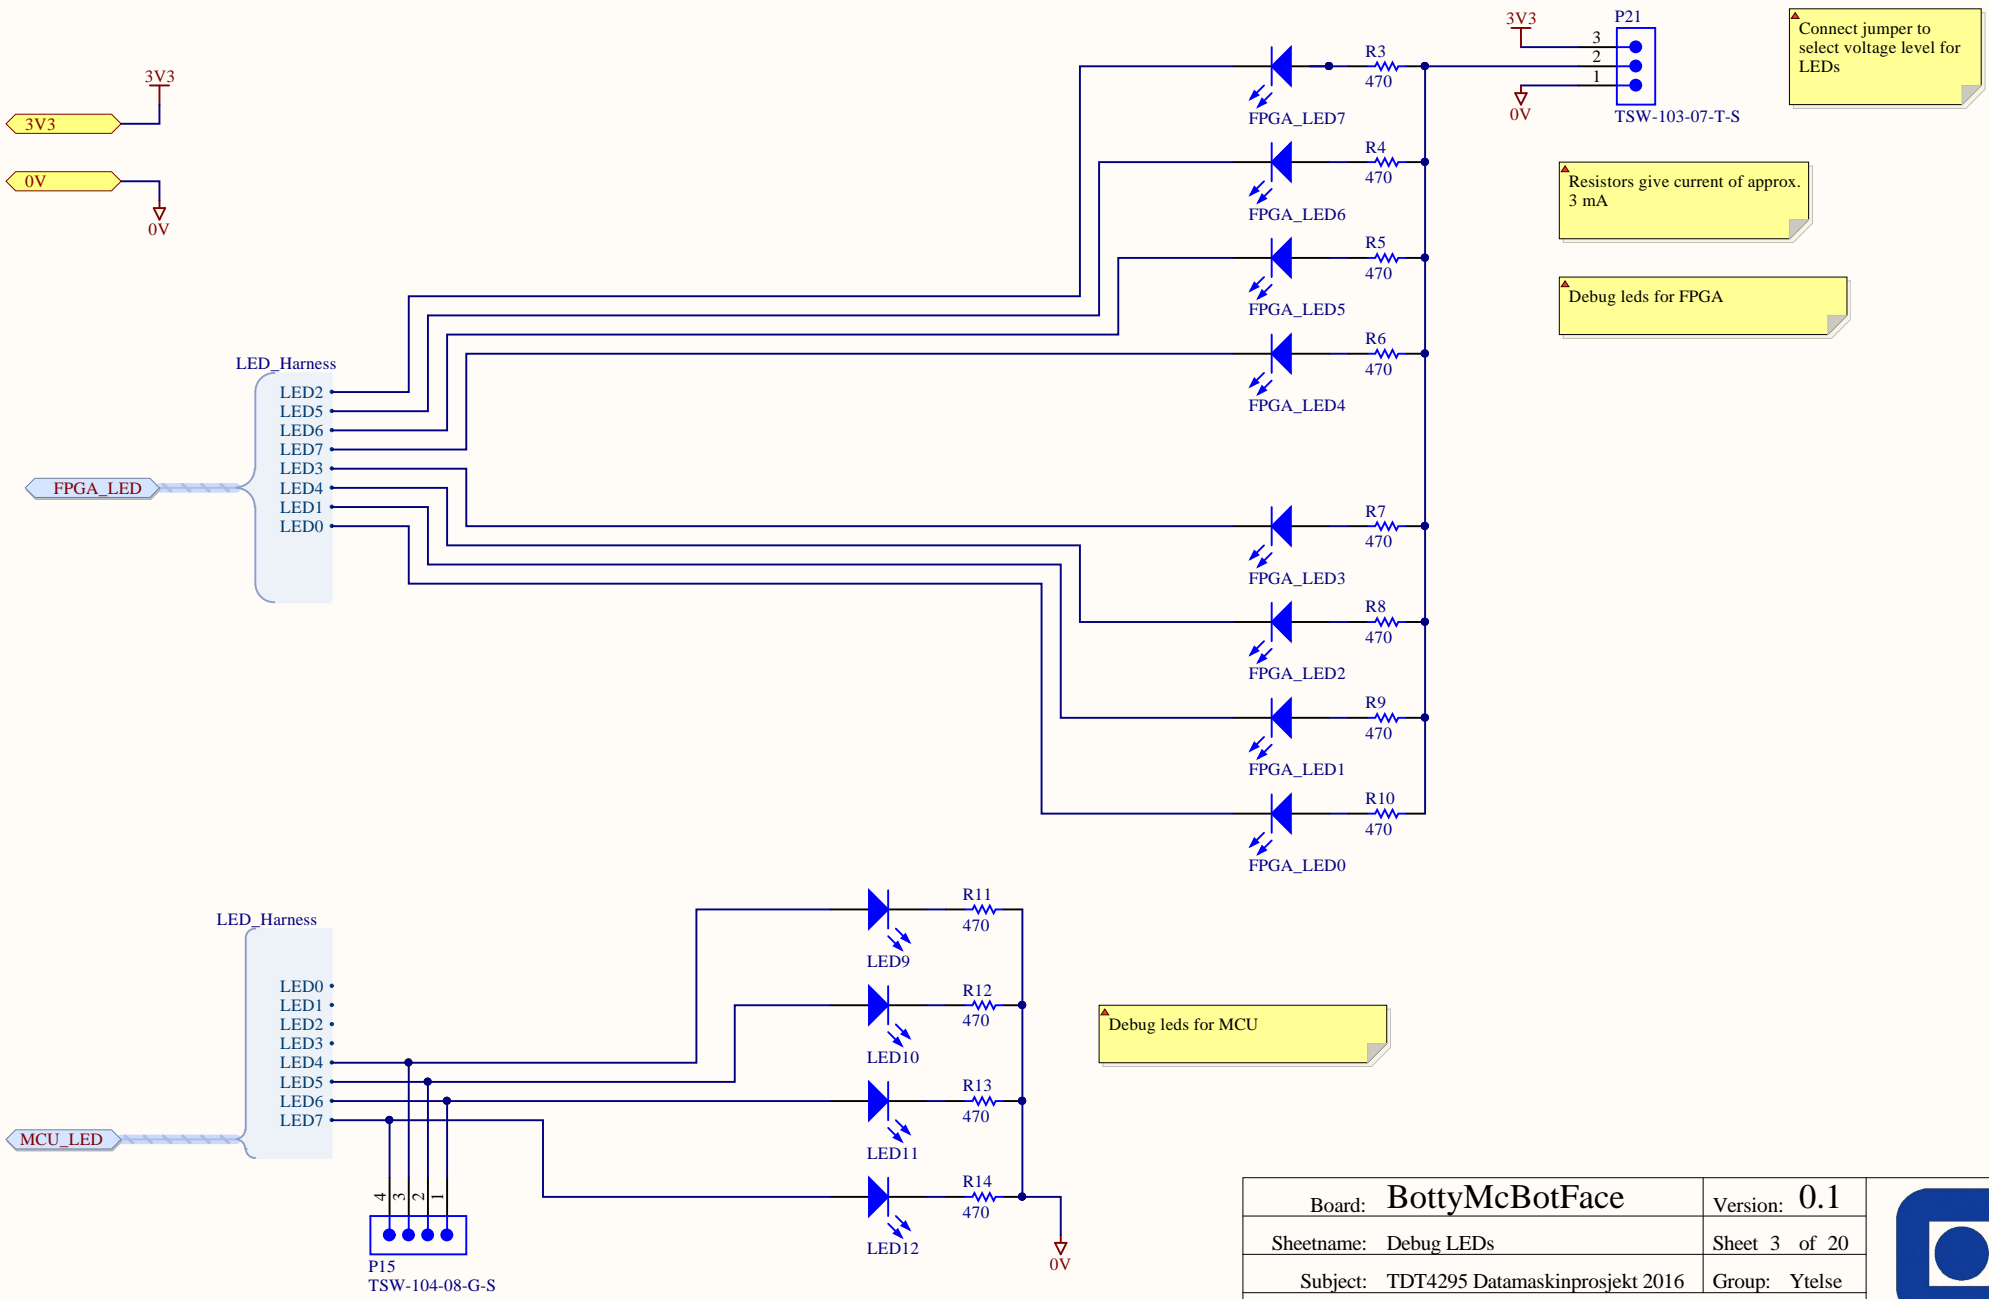 3V3
3V3
0V
0V
3V3
P21
3
2
1
0V
TSW-103-07-T-S
Connect jumper to
select voltage level for
LEDs
Resistors give current of approx.
3 mA
Debug leds for FPGA
R3
470
FPGA_LED7
R4
470
FPGA_LED6
R5
470
FPGA_LED5
R6
470
FPGA_LED4
R7
470
FPGA_LED3
R8
470
FPGA_LED2
R9
470
FPGA_LED1
R10
470
FPGA_LED0
LED_Harness
LED2
LED5
LED6
LED7
LED3
LED4
LED1
LED0
FPGA_LED
LED_Harness
LED0
LED1
LED2
LED3
LED4
LED5
LED6
LED7
MCU_LED
4
3
2
1
P15
TSW-104-08-G-S
R11
470
LED9
R12
470
LED10
R13
470
LED11
R14
470
LED12
0V
Debug leds for MCU
Board: BottyMcBotFace Version: 0.1
Sheetname: Debug LEDs Sheet 3 of 20
Subject: TDT4295 Datamaskinprosjekt 2016 Group: Ytelse